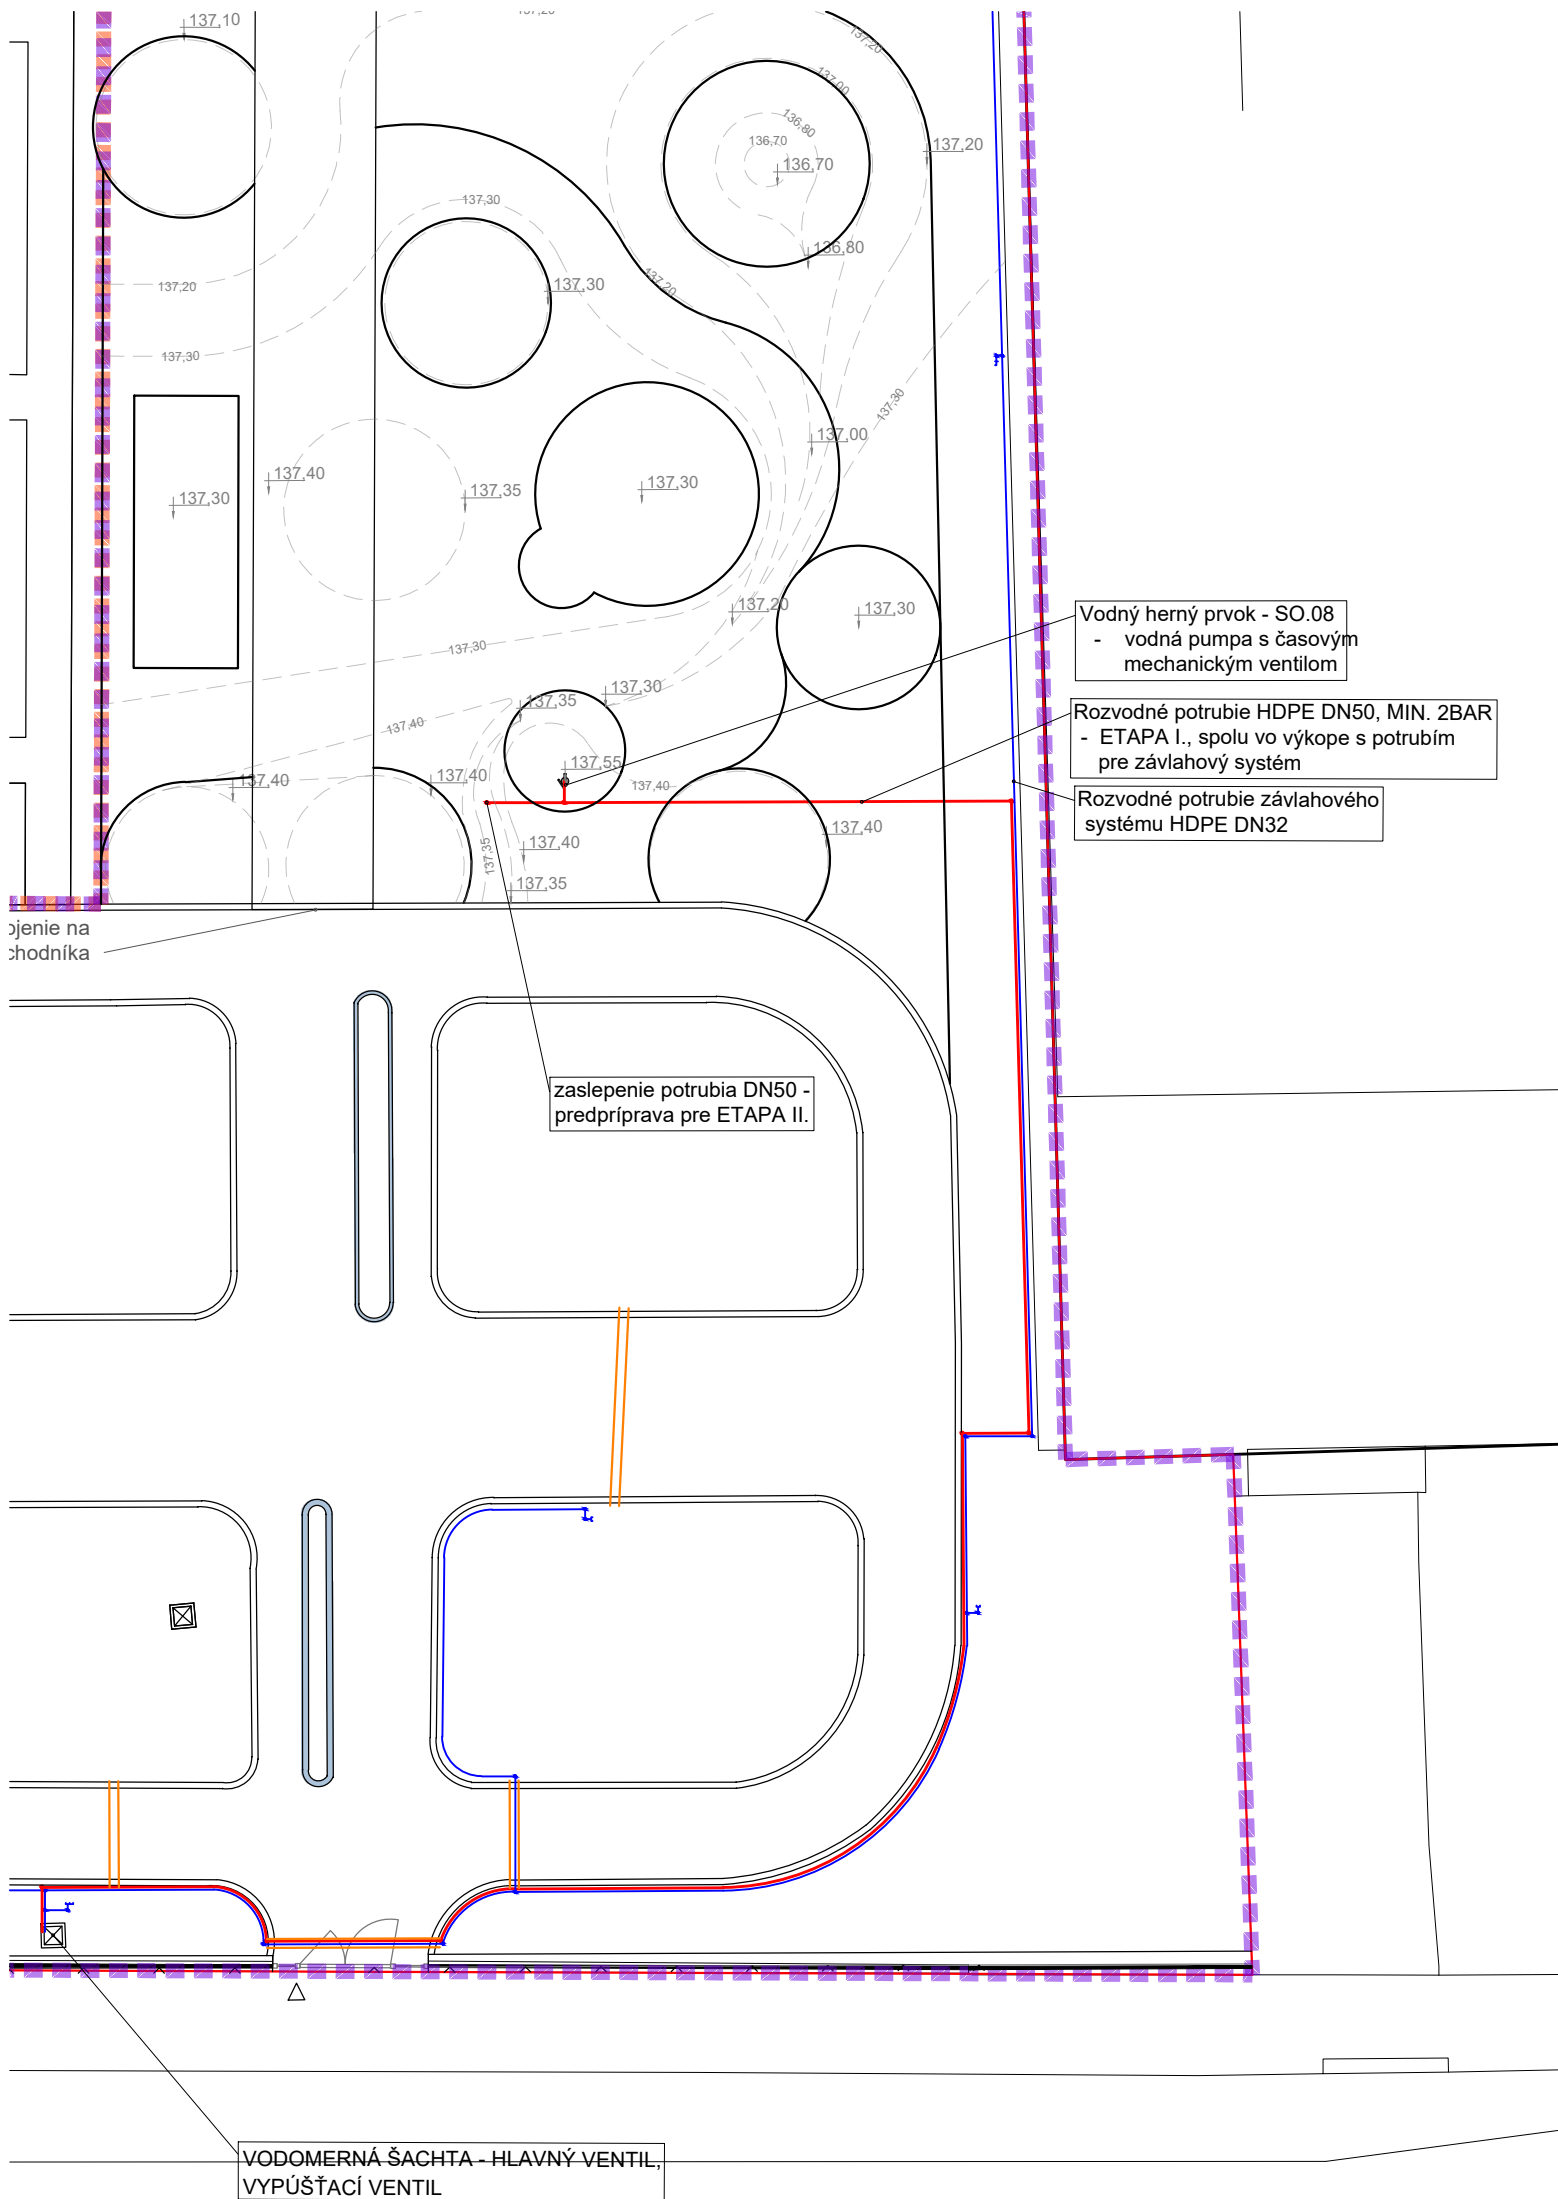 137,10
137,20
137,20
137,00
136,80
136,70
136,70
137,20
137,30
136,80
137,20
137,30
137,20
137,30
137,30
137,00
137,40
137,30
137,35
137,30
137,20
137,30
Vodný herný prvok - SO.08
- vodná pumpa s časovým
mechanickým ventilom
137,30
137,30
137,35
Rozvodné potrubie HDPE DN50, MIN. 2BAR
- ETAPA I., spolu vo výkope s potrubím
pre závlahový systém
137,40
137,55
137,40
137,40
137,40
Rozvodné potrubie závlahového
systému HDPE DN32
137,40
137,40
137,35
137,35
ojenie na
chodníka
zaslepenie potrubia DN50 -
predpríprava pre ETAPA II.
VODOMERNÁ ŠACHTA - HLAVNÝ VENTIL,
VYPÚŠŤACÍ VENTIL